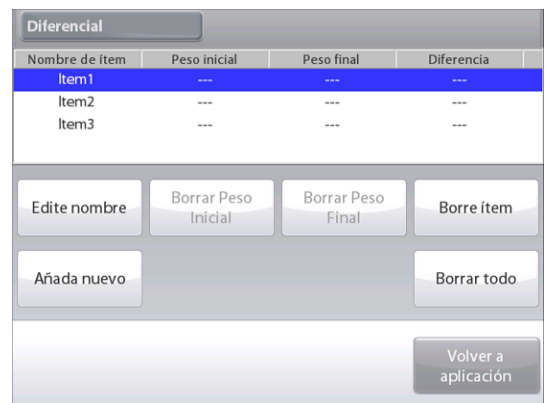 Diferencial
Nombre de ítem Peso inicial Peso final Diferencia
Item1 --- --- ---
Item2 --- --- ---
Item3 --- --- ---
Edite nombre
Borrar Peso
Inicial
Borrar Peso
Final
Borre ítem
Añada nuevo
Borrar todo
Volver a
aplicación